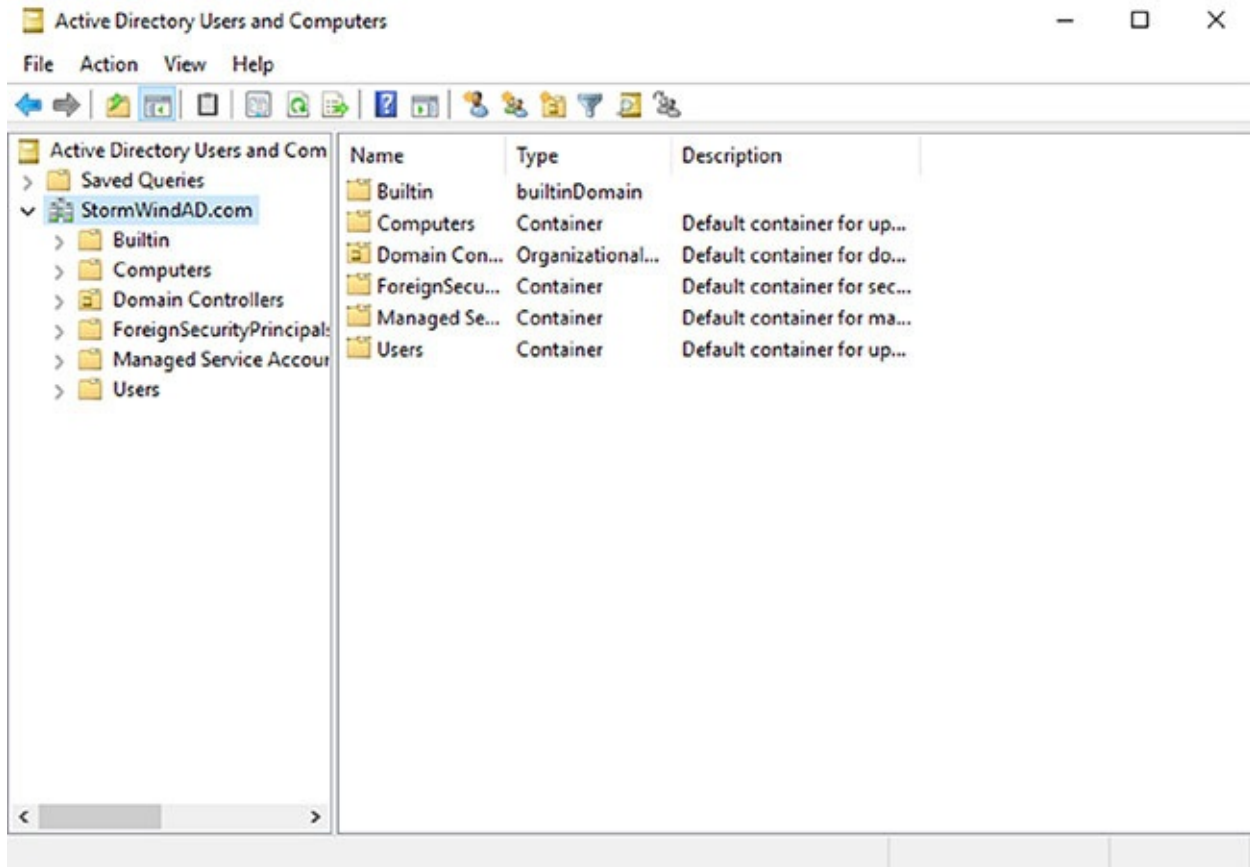 Active Directory Users and Computers
File Action View Help
Active Directory Users and Com
Saved Queries
StormWindAD.com
Builtin
Computers
Domain Controllers
ForeignSecurityPrincipals
Managed Service Accour
Users
Name Type Description
Builtin builtinDomain
Computers Container Default container for up...
Domain Con... Organizational... Default container for do...
ForeignSecu... Container Default container for sec...
Managed Se... Container Default container for ma...
Users Container Default container for up...